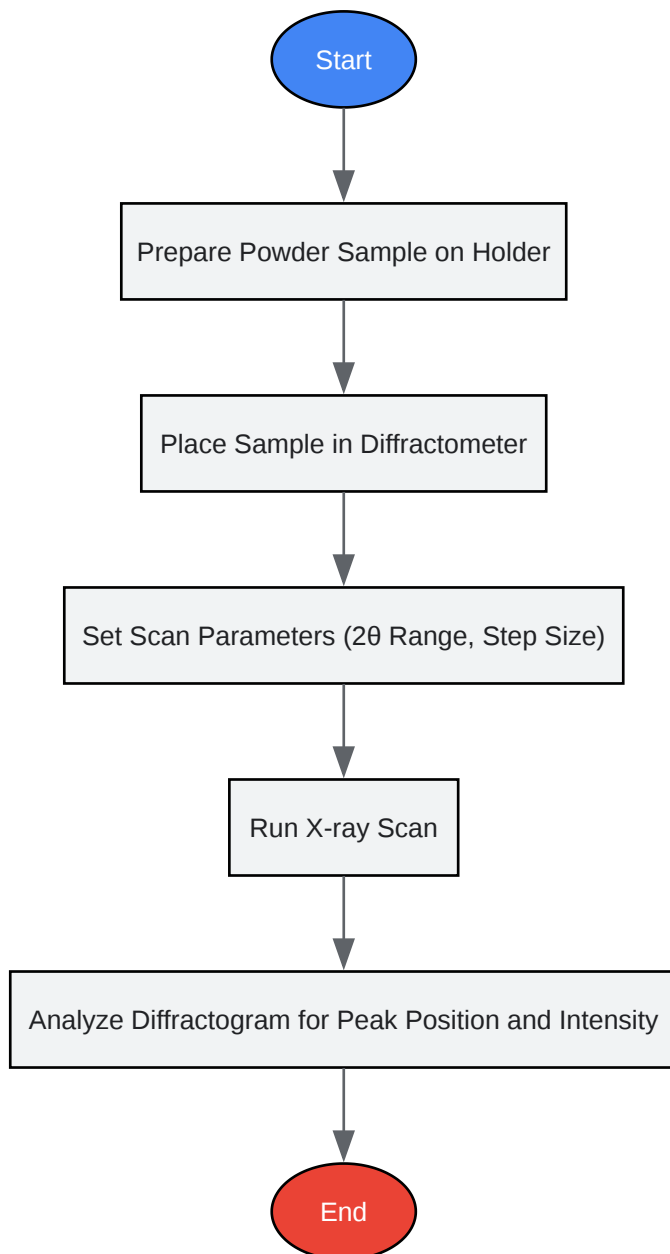 Start
Prepare Powder Sample on Holder
Place Sample in Diffractometer
Set Scan Parameters (2θ Range, Step Size)
Run X-ray Scan
Analyze Diffractogram for Peak Position and Intensity
End